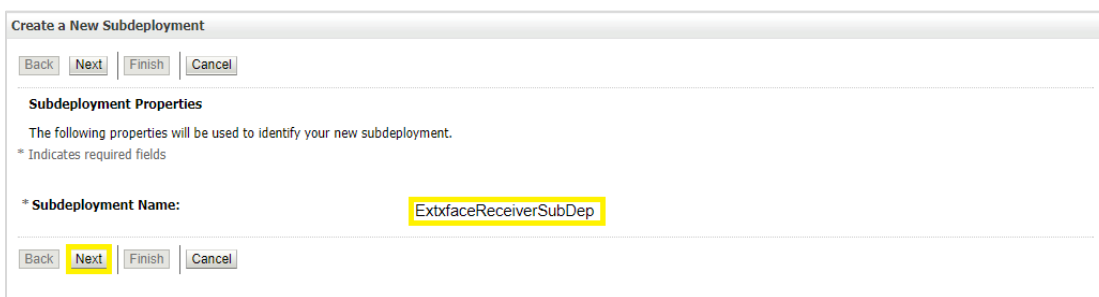 Create a New Subdeployment
Back Next Finish Cancel
Subdeployment Properties
The following properties will be used to identify your new subdeployment.
* Indicates required fields
* Subdeployment Name: ExtxfaceReceiverSubDep
Back Next Finish Cancel